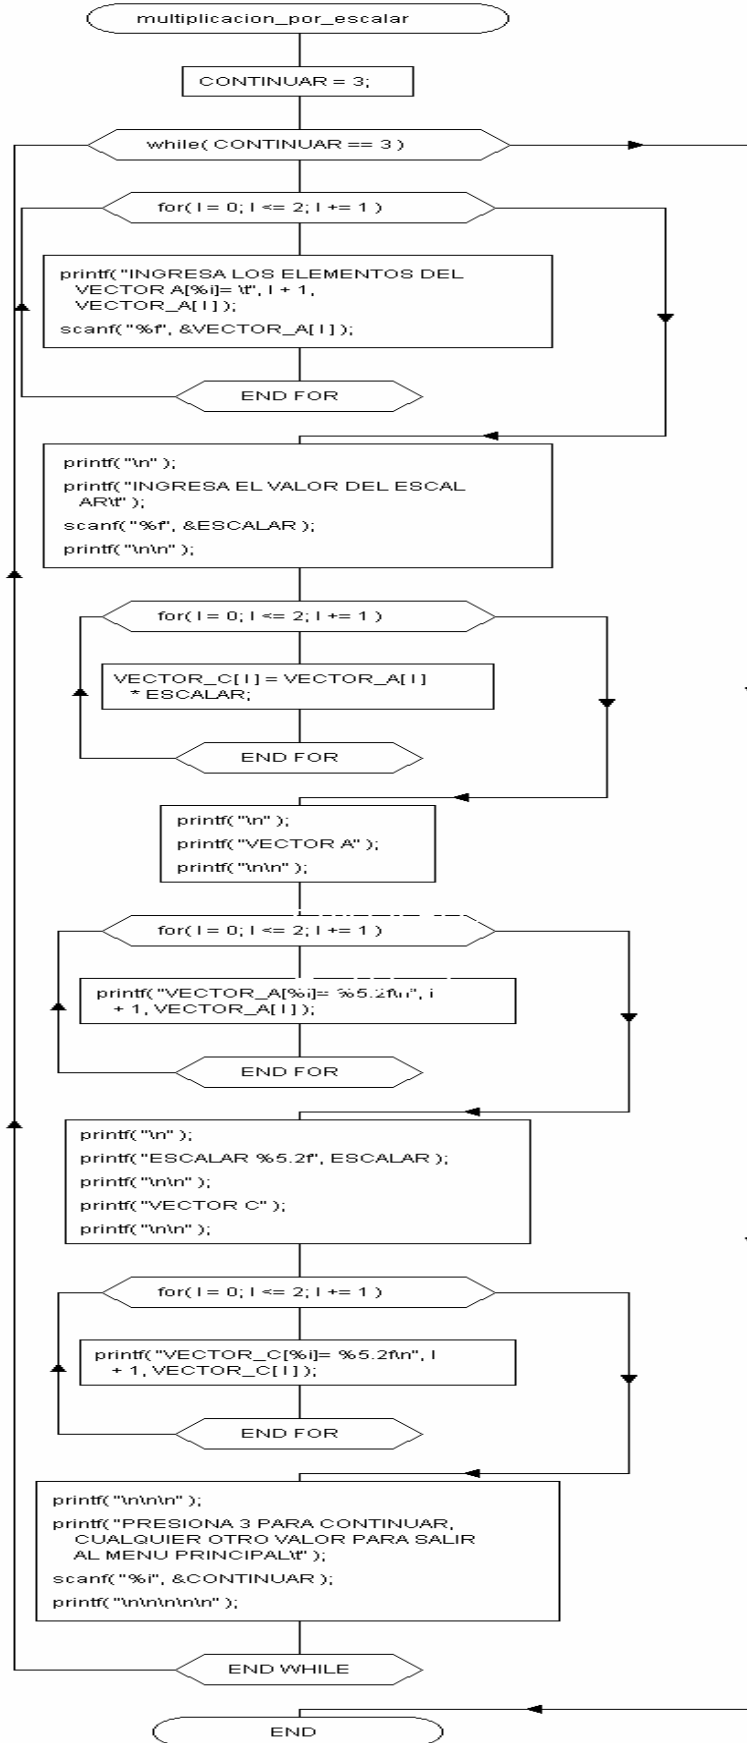 multiplicacion_por_escalar
CONTINUAR = 3;
while( CONTINUAR == 3 )
for( I = 0; I <= 2; I += 1 )
printf( "INGRESA LOS ELEMENTOS DEL
VECTOR A[%i]= \t", I + 1,
VECTOR_A[ I ] );
scanf( "%f", &VECTOR_A[ I ] );
END FOR
printf( "\n" );
printf( "INGRESA EL VALOR DEL ESCAL
AR\t" );
scanf( "%f", &ESCALAR );
printf( "\n\n" );
for( I = 0; I <= 2; I += 1 )
VECTOR_C[ I ] = VECTOR_A[ I ]
* ESCALAR;
END FOR
printf( "\n" );
printf( "VECTOR A" );
printf( "\n\n" );
for( I = 0; I <= 2; I += 1 )
printf( "VECTOR_A[%i]= %5.2f\n", i
+ 1, VECTOR_A[ I ] );
END FOR
printf( "\n" );
printf( "ESCALAR %5.2f", ESCALAR );
printf( "\n\n" );
printf( "VECTOR C" );
printf( "\n\n" );
for( I = 0; I <= 2; I += 1 )
printf( "VECTOR_C[%i]= %5.2f\n", I
+ 1, VECTOR_C[ I ] );
END FOR
printf( "\n\n\n" );
printf( "PRESIONA 3 PARA CONTINUAR,
CUALQUIER OTRO VALOR PARA SALIR
AL MENU PRINCIPAL\t" );
scanf( "%i", &CONTINUAR );
printf( "\n\n\n\n\n" );
END WHILE
END